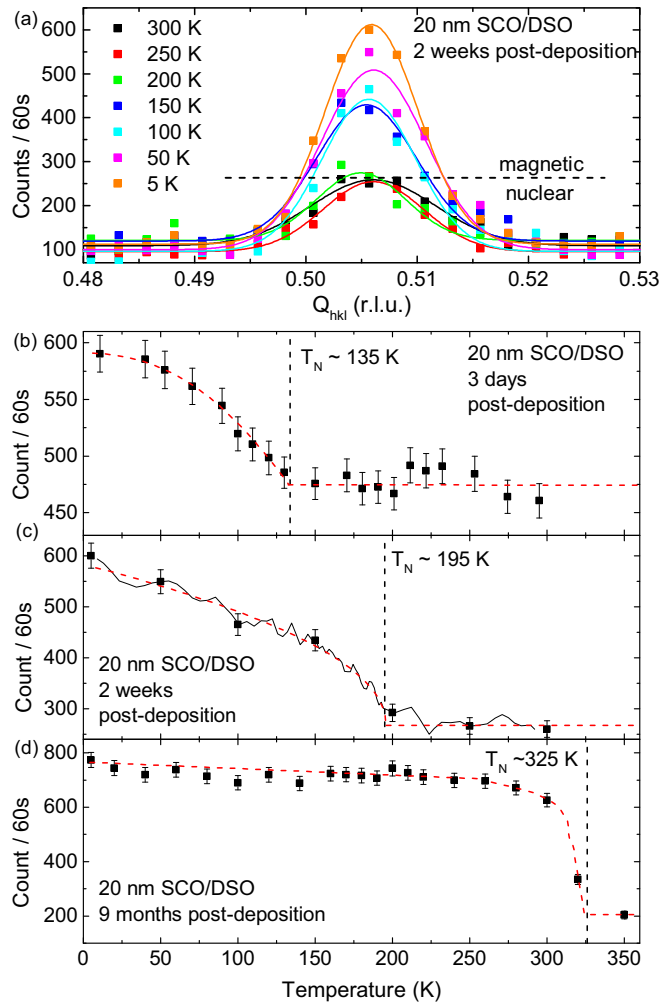 (a)
300 K
250 K
200 K
150 K
100 K
50 K
5 K
20 nm SCO/DSO
2 weeks post-deposition
magnetic
nuclear
600
500
400
300
200
100
Counts / 60s
0.48 0.49 0.50 0.51 0.52 0.53
Q_hkl (r.l.u.)
(b)
600
550
500
450
Counts / 60s
T_N ~ 135 K
20 nm SCO/DSO
3 days
post-deposition
(c)
600
500
400
300
Count / 60s
T_N ~ 195 K
20 nm SCO/DSO
2 weeks
post-deposition
(d)
800
600
400
200
Count / 60s
T_N ~325 K
20 nm SCO/DSO
9 months post-deposition
0 50 100 150 200 250 300 350
Temperature (K)